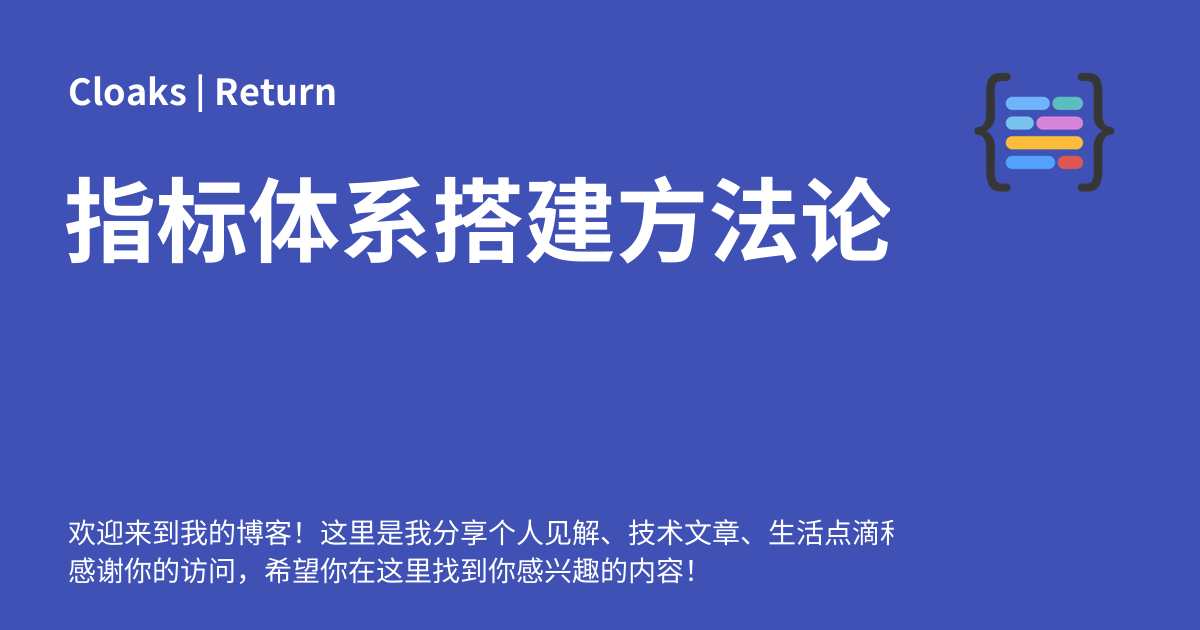 Cloaks | Return
指标体系搭建方法论
欢迎来到我的博客！这里是我分享个人见解、技术文章、生活点滴
感谢你的访问，希望你在这里找到你感兴趣的内容！